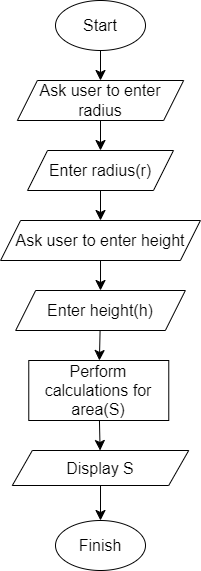 Start
Ask user to enter
radius
Enter radius(r)
Ask user to enter height
Enter height(h)
Perform
calculations for
area(S)
Display S
Finish